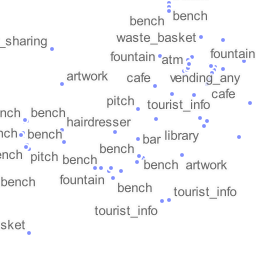 bench
bench
waste_basket
_sharing
fountain
atm
fountain
artwork
cafe
vending_any
cafe
pitch
tourist_info
nch
bench
hairdresser
nch
bench
bar
library
bench
ench
pitch
bench
bench
artwork
bench
fountain
bench
tourist_info
tourist_info
sket